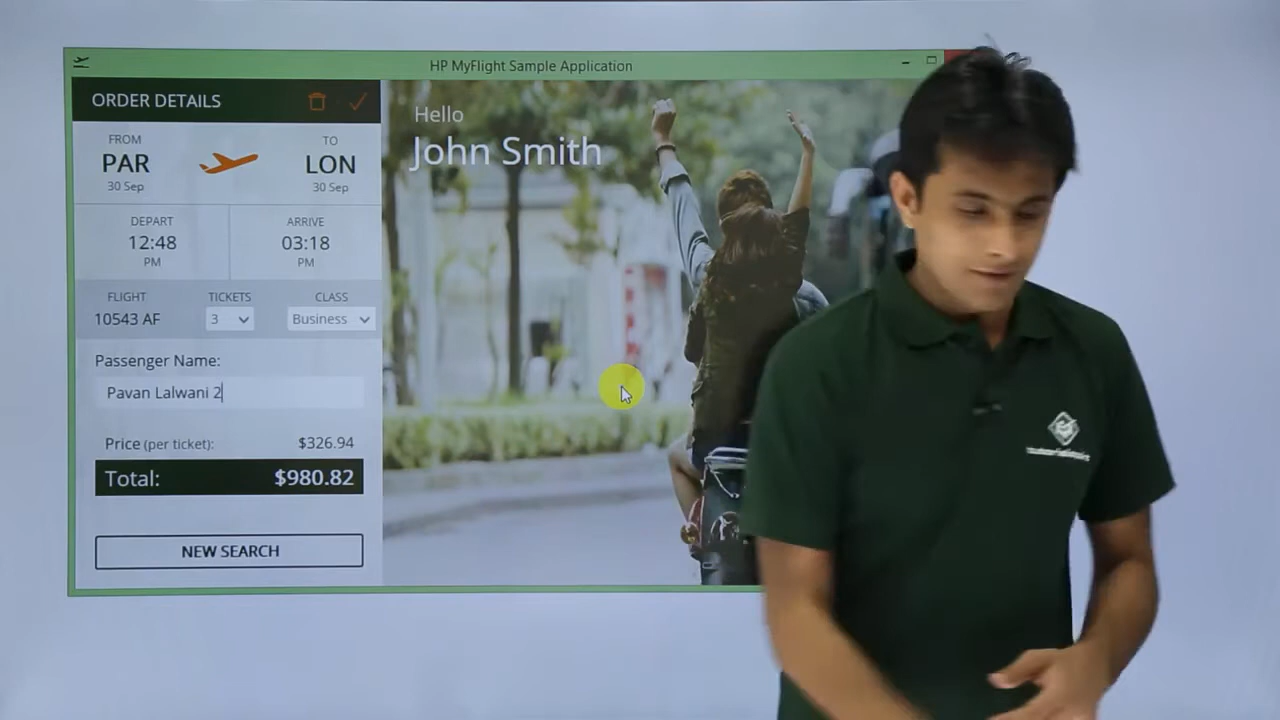 HP MyFlight Sample Application
ORDER DETAILS
FROM
TO
PAR
LON
30 Sep
30 Sep
DEPART
ARRIVE
12:48
03:18
PM
PM
FLIGHT
TICKETS
CLASS
10543 AF
3
Business
Passenger Name:
Pavan Lalwani 2
Price (per ticket):
$326.94
Total:
$980.82
NEW SEARCH
Hello
John Smith